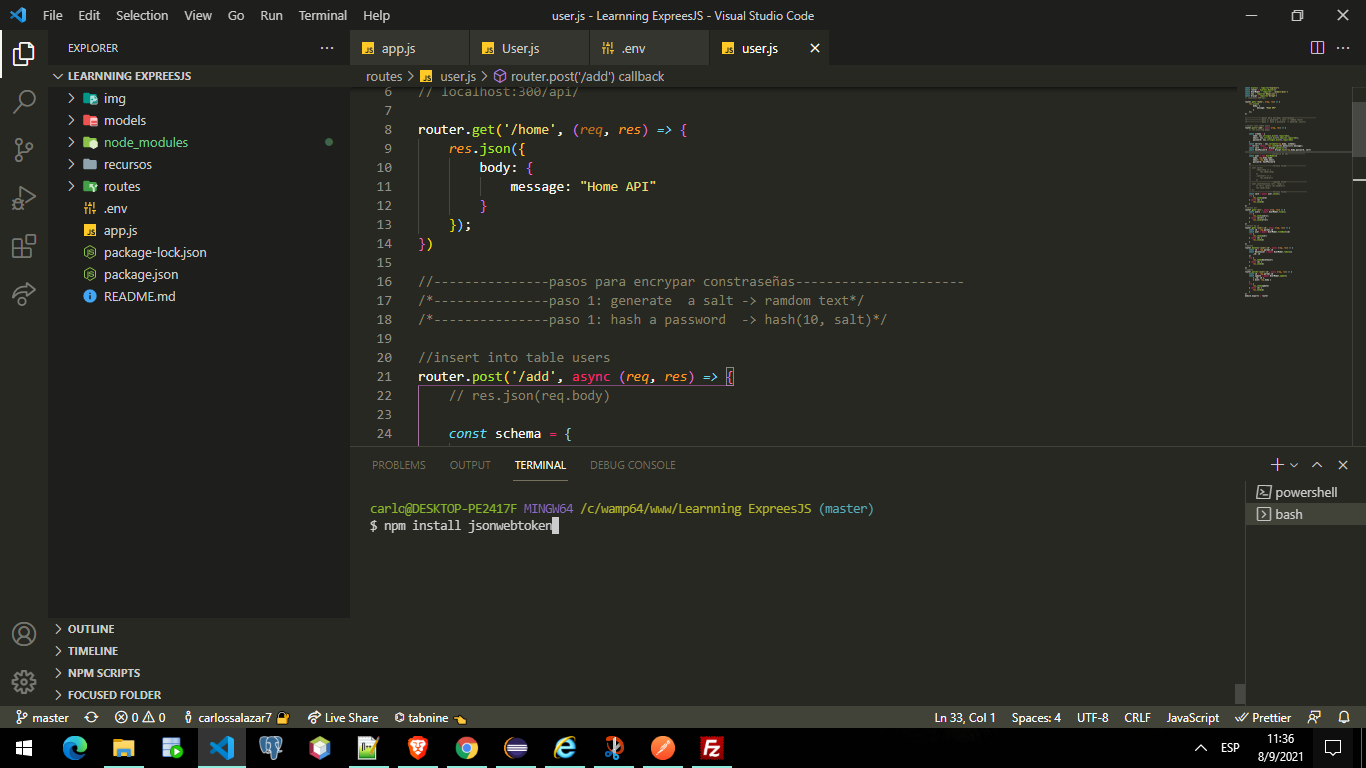 File Edit Selection View Go Run Terminal Help
user.js - Learnning ExpreesJS - Visual Studio Code
EXPLORER
LEARNNING EXPREESJS
img
models
node_modules
recursos
routes
.env
app.js
package-lock.json
package.json
README.md
OUTLINE
TIMELINE
NPM SCRIPTS
FOCUSED FOLDER
app.js User.js .env user.js
routes > user.js > router.post('/add') callback
6 // localhost:300/api/
7
8 router.get('/home', (req, res) => {
9 res.json({
10 body: {
11 message: "Home API"
12 }
13 });
14 })
15
16 //---------------pasos para encrypar constraseñas----------------------
17 /*---------------paso 1: generate  a salt -> ramdom text*/
18 /*---------------paso 1: hash a password  -> hash(10, salt)*/
19
20 //insert into table users
21 router.post('/add', async (req, res) => {
22 // res.json(req.body)
23
24 const schema = {
PROBLEMS OUTPUT TERMINAL DEBUG CONSOLE
carlo@DESKTOP-PE2417F MINGW64 /c/wamp64/www/Learnning ExpreesJS (master)
$ npm install jsonwebtoken
powershell
bash
master 0 0 carlossalazar7 Live Share tabnine Ln 33, Col 1 Spaces: 4 UTF-8 CRLF JavaScript Prettier
ESP
11:36
8/9/2021